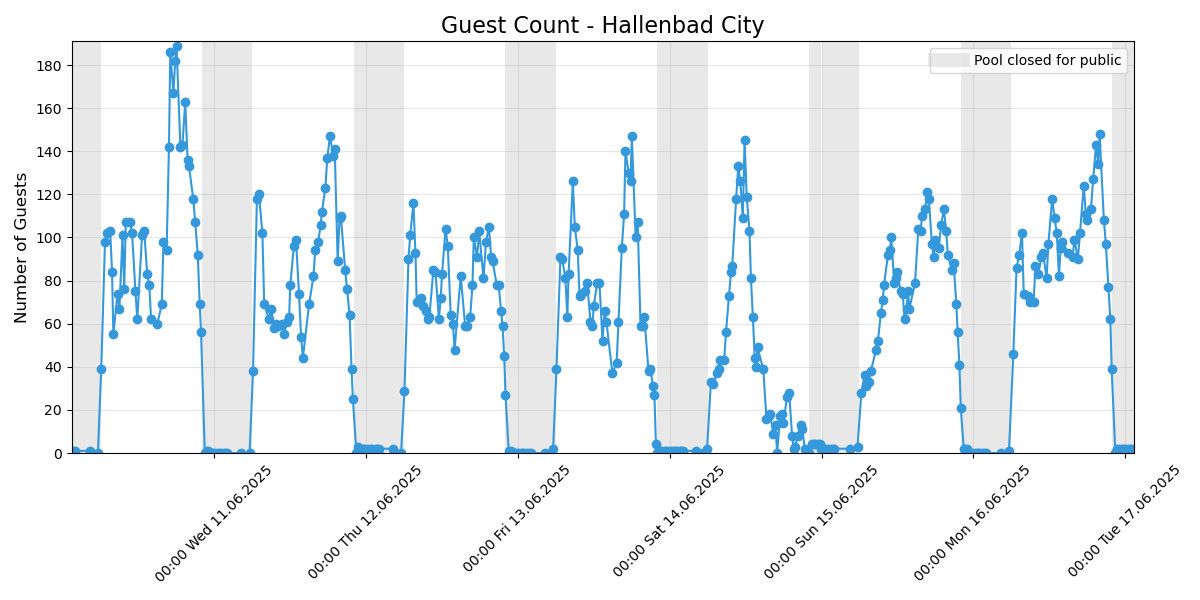 Guest Count - Hallenbad City
Pool closed for public
Number of Guests
180
160
140
120
100
80
60
40
20
0
00:00 Wed 11.06.2025
00:00 Thu 12.06.2025
00:00 Fri 13.06.2025
00:00 Sat 14.06.2025
00:00 Sun 15.06.2025
00:00 Mon 16.06.2025
00:00 Tue 17.06.2025